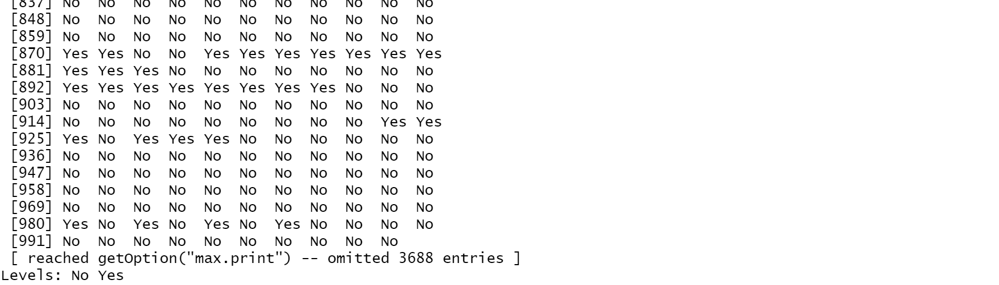 [837] No  No  No  No  No  No  No  No  No  No  No
[848] No  No  No  No  No  No  No  No  No  No  No
[859] No  No  No  No  No  No  No  No  No  No  No
[870] Yes Yes No  No  Yes Yes Yes Yes Yes Yes Yes
[881] Yes Yes Yes No  No  No  No  No  No  No  No
[892] Yes Yes Yes Yes Yes Yes Yes Yes No  No  No
[903] No  No  No  No  No  No  No  No  No  No  No
[914] No  No  No  No  No  No  No  No  No  Yes Yes
[925] Yes No  Yes Yes Yes No  No  No  No  No  No
[936] No  No  No  No  No  No  No  No  No  No  No
[947] No  No  No  No  No  No  No  No  No  No  No
[958] No  No  No  No  No  No  No  No  No  No  No
[969] No  No  No  No  No  No  No  No  No  No  No
[980] Yes No  Yes No  Yes No  Yes No  No  No  No
[991] No  No  No  No  No  No  No  No  No  No
[ reached getOption("max.print") -- omitted 3688 entries ]
Levels: No Yes